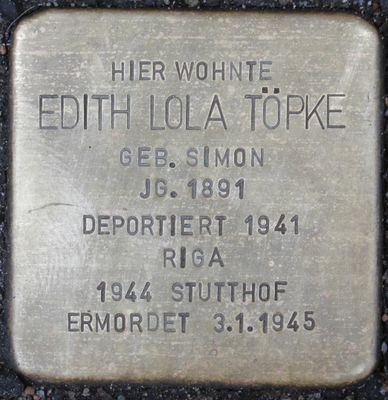 HIER WOHNTE
EDITH LOLA TÖPKE
GEB. SIMON
JG. 1891
DEPORTIERT 1941
RIGA
1944 STUTTHOF
ERMORDET 3.1.1945